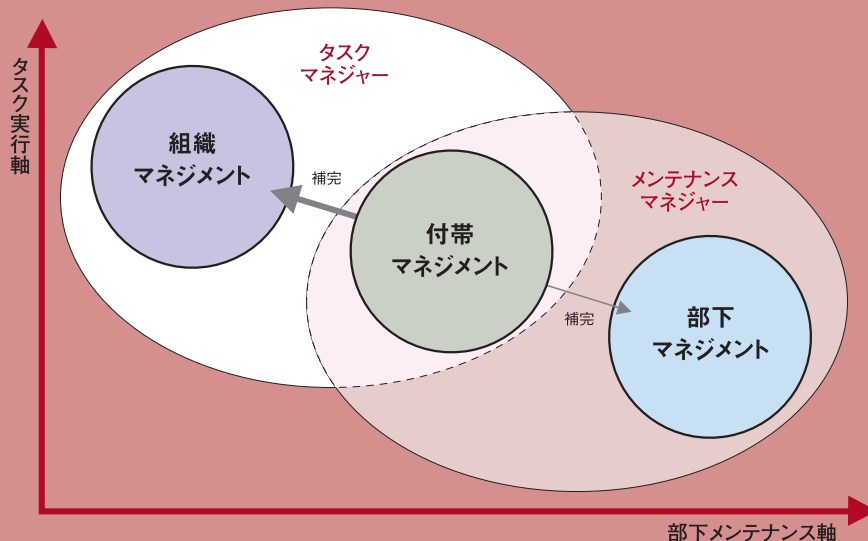 タスク実行軸
タスク
マネジャー
組織
マネジメント
補完
付帯
マネジメント
メンテナンス
マネジャー
補完
部下
マネジメント
部下メンテナンス軸